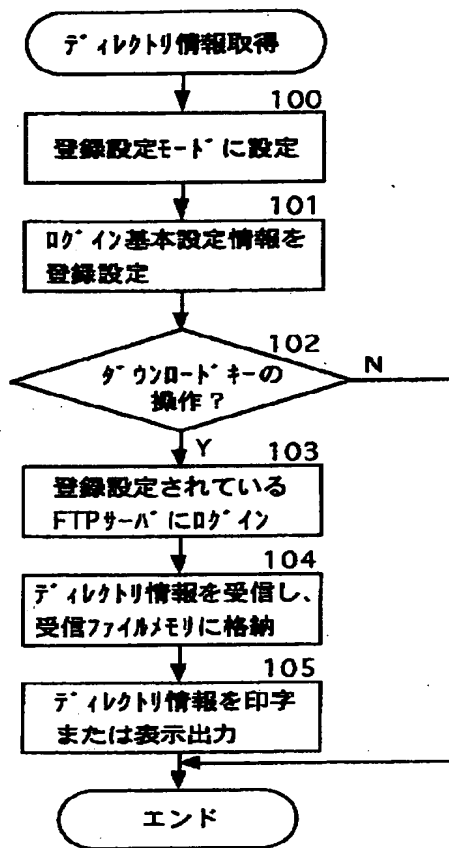 ディレクトリ情報取得
100
登録設定モードに設定
101
ログイン基本設定情報を
登録設定
102
ダウンロードキーの
操作？
N
Y
103
登録設定されている
FTPサーバにログイン
104
ディレクトリ情報を受信し、
受信ファイルメモリに格納
105
ディレクトリ情報を印字
または表示出力
エンド